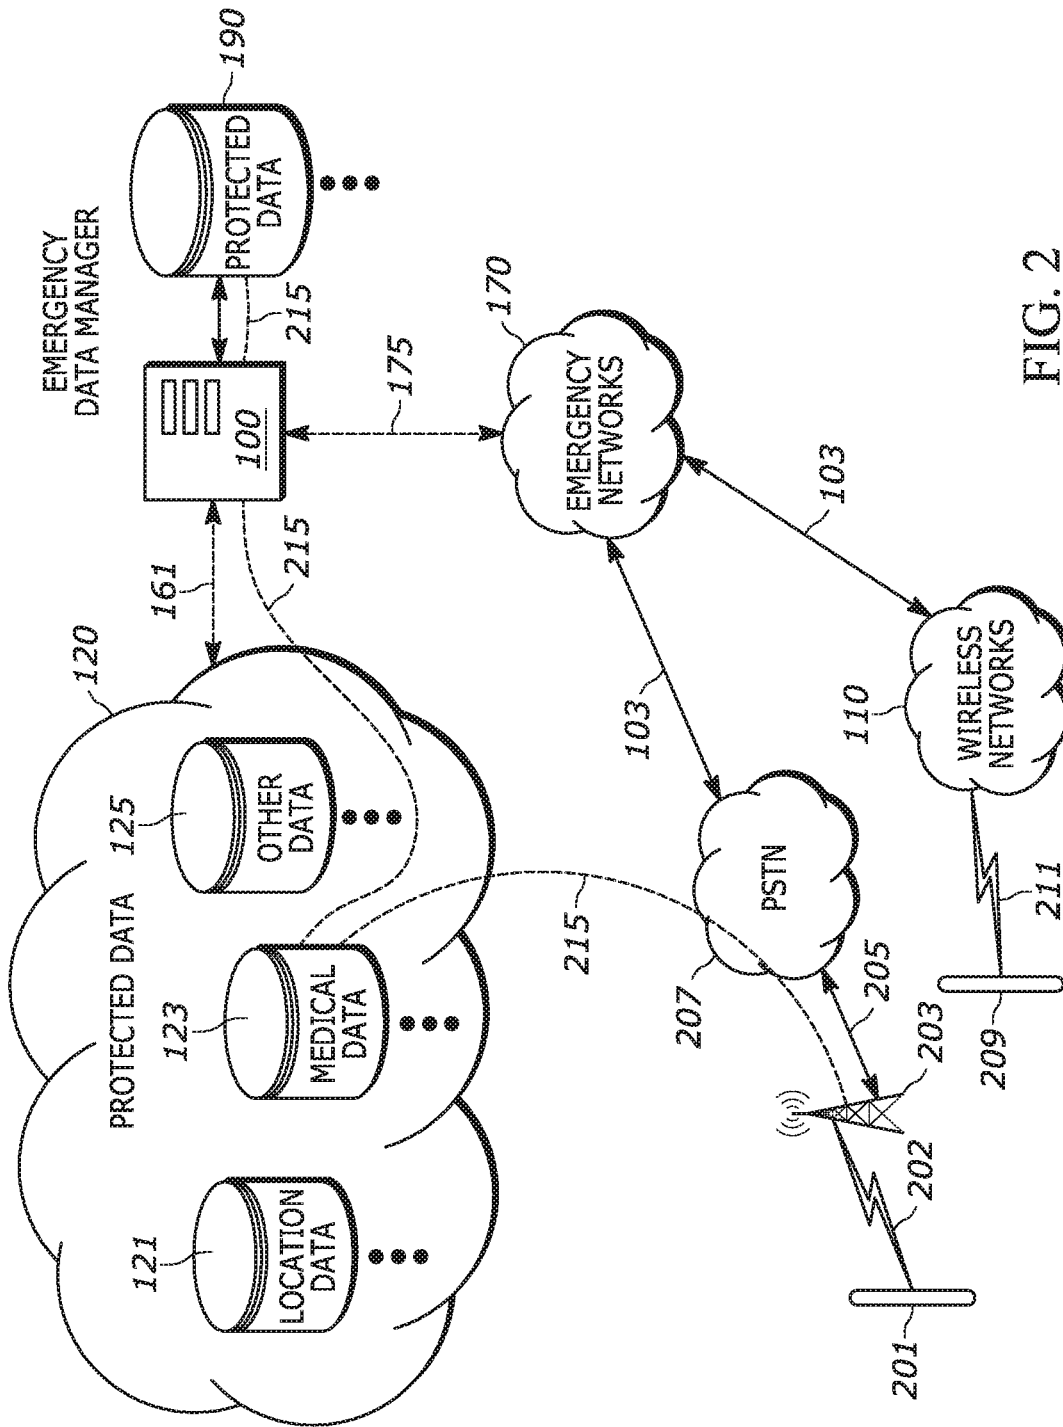 EMERGENCY
DATA MANAGER
120
161
100
215
190
PROTECTED
DATA
215
PROTECTED DATA
125
OTHER
DATA
123
MEDICAL
DATA
121
LOCATION
DATA
175
170
EMERGENCY
NETWORKS
215
103
103
207
PSTN
205
203
202
201
110
WIRELESS
NETWORKS
211
209
FIG. 2